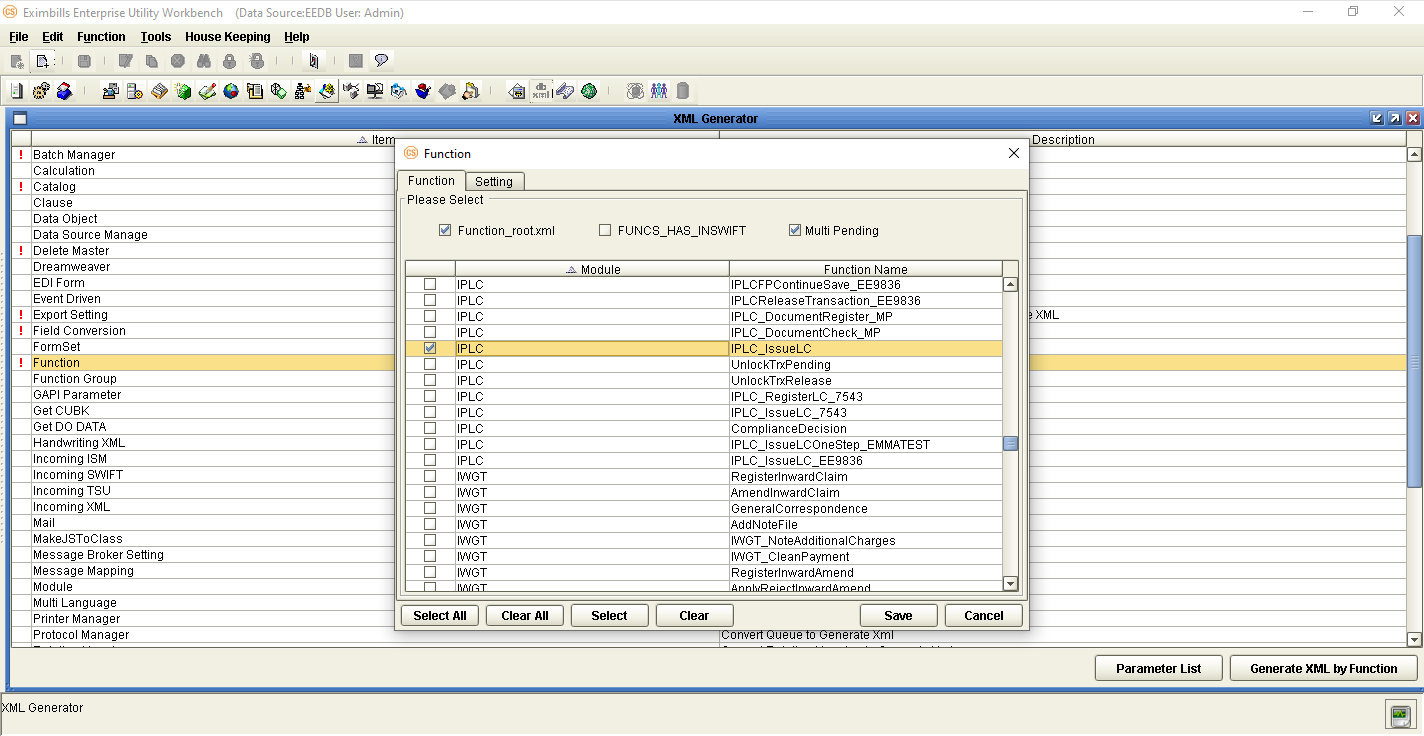 CS Eximbills Enterprise Utility Workbench (Data Source:EEDB User: Admin)
File Edit Function Tools House Keeping Help
XML Generator
Item Description
! Batch Manager
Calculation
! Catalog
Clause
Data Object
Data Source Manage
! Delete Master
Dreamweaver
EDI Form
Event Driven
! Export Setting
XML
! Field Conversion
FormSet
! Function
Function Group
GAPI Parameter
Get CUBK
Get DO DATA
Handwriting XML
Incoming ISM
Incoming SWIFT
Incoming TSU
Incoming XML
Mail
MakeJSToClass
Message Broker Setting
Message Mapping
Module
Multi Language
Printer Manager
Protocol Manager
Convert Queue to Generate Xml
CS Function
Function Setting
Please Select
Function_root.xml FUNCS_HAS_INSWIFT Multi Pending
Module Function Name
IPLC IPLCFPContinueSave_EE9836
IPLC IPLCReleaseTransaction_EE9836
IPLC IPLC_DocumentRegister_MP
IPLC IPLC_DocumentCheck_MP
IPLC IPLC_IssueLC
IPLC UnlockTrxPending
IPLC UnlockTrxRelease
IPLC IPLC_RegisterLC_7543
IPLC IPLC_IssueLC_7543
IPLC ComplianceDecision
IPLC IPLC_IssueLCOneStep_EMMATEST
IPLC IPLC_IssueLC_EE9836
IWGT RegisterInwardClaim
IWGT AmendInwardClaim
IWGT GeneralCorrespondence
IWGT AddNoteFile
IWGT IWGT_NoteAdditionalCharges
IWGT IWGT_CleanPayment
IWGT RegisterInwardAmend
IWGT ApplyRejectInwardAmend
Select All Clear All Select Clear Save Cancel
Parameter List Generate XML by Function
XML Generator